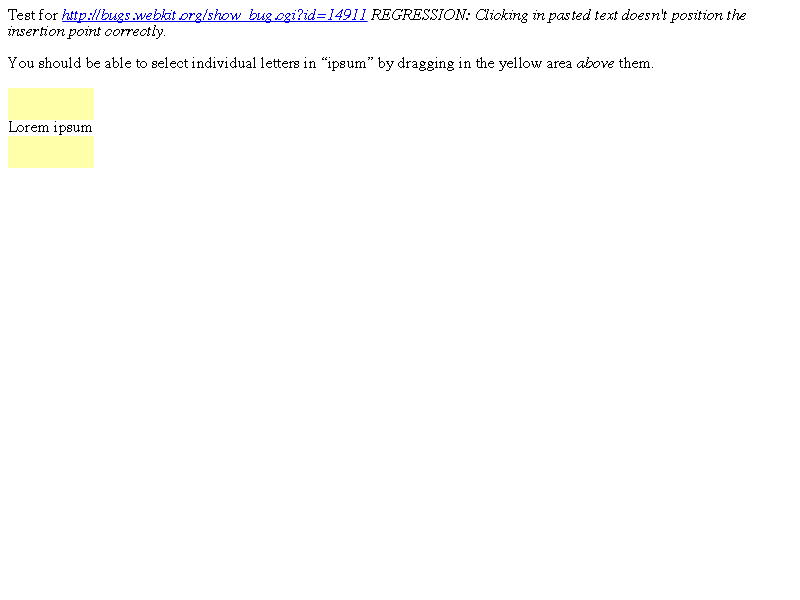 Test for http://bugs.webkit.org/show_bug.cgi?id=14911 REGRESSION: Clicking in pasted text doesn't position the
insertion point correctly.
You should be able to select individual letters in “ipsum” by dragging in the yellow area above them.
Lorem ipsum